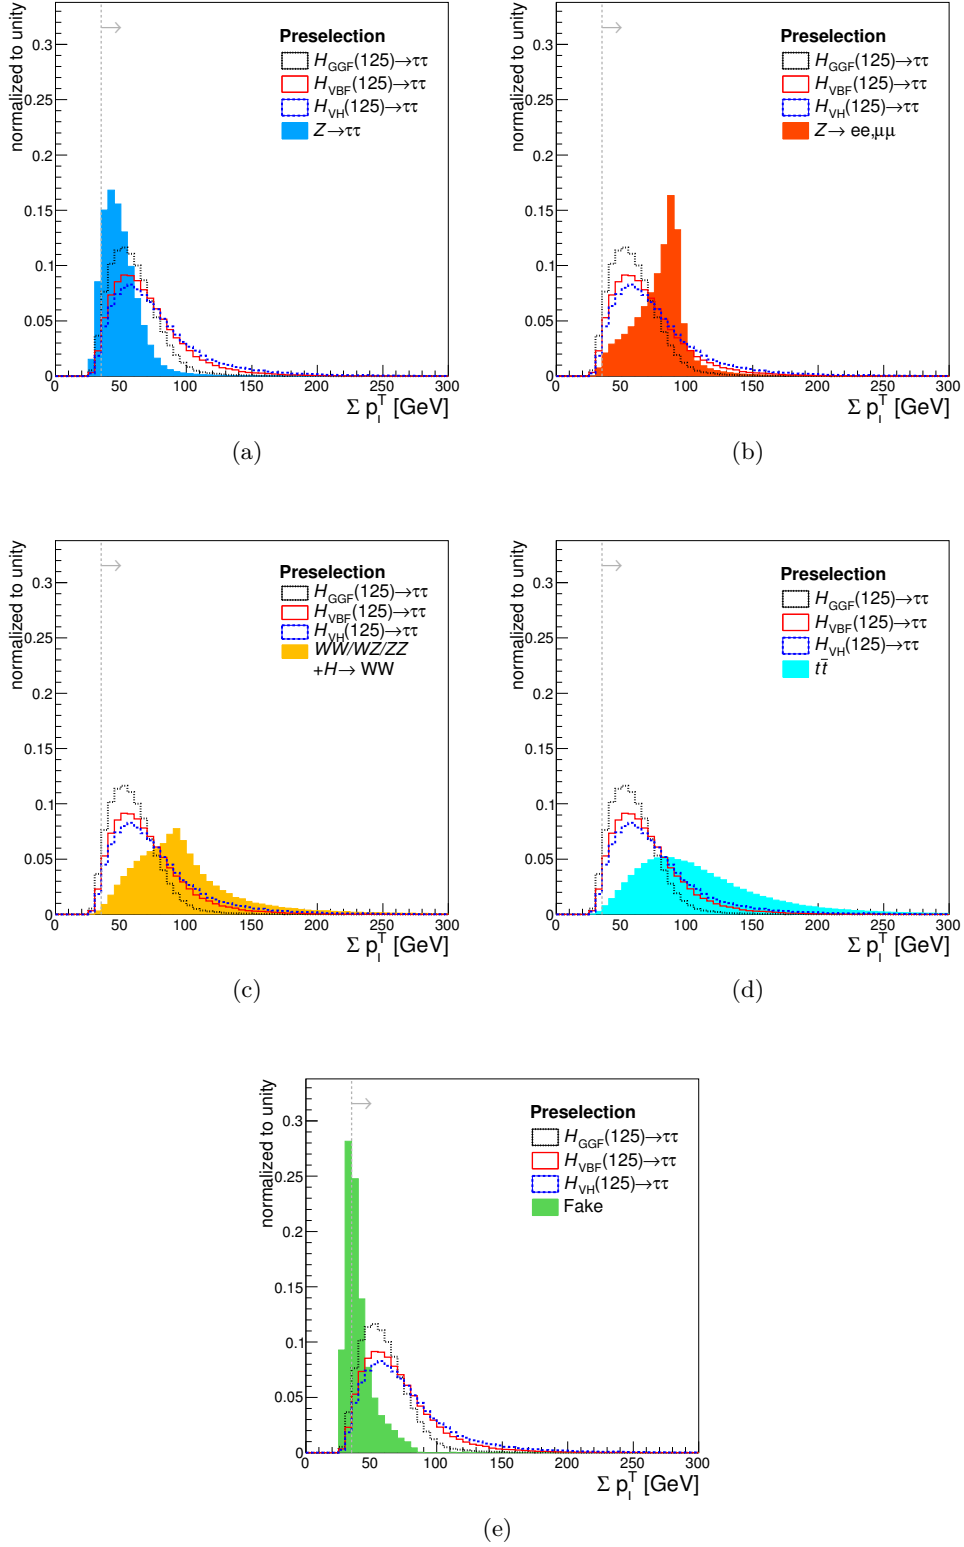 normalized to unity
0.3
0.25
0.2
0.15
0.1
0.05
0
Preselection
H_GGF(125)→ττ
H_VBF(125)→ττ
H_VH(125)→ττ
Z→ττ
0 50 100 150 200 250 300
Σ p_l^T [GeV]
(a)
normalized to unity
0.3
0.25
0.2
0.15
0.1
0.05
0
Preselection
H_GGF(125)→ττ
H_VBF(125)→ττ
H_VH(125)→ττ
Z→ ee,μμ
0 50 100 150 200 250 300
Σ p_l^T [GeV]
(b)
normalized to unity
0.3
0.25
0.2
0.15
0.1
0.05
0
Preselection
H_GGF(125)→ττ
H_VBF(125)→ττ
H_VH(125)→ττ
WW/WZ/ZZ
+H→ WW
0 50 100 150 200 250 300
Σ p_l^T [GeV]
(c)
normalized to unity
0.3
0.25
0.2
0.15
0.1
0.05
0
Preselection
H_GGF(125)→ττ
H_VBF(125)→ττ
H_VH(125)→ττ
tt̄
0 50 100 150 200 250 300
Σ p_l^T [GeV]
(d)
normalized to unity
0.3
0.25
0.2
0.15
0.1
0.05
0
Preselection
H_GGF(125)→ττ
H_VBF(125)→ττ
H_VH(125)→ττ
Fake
0 50 100 150 200 250 300
Σ p_l^T [GeV]
(e)